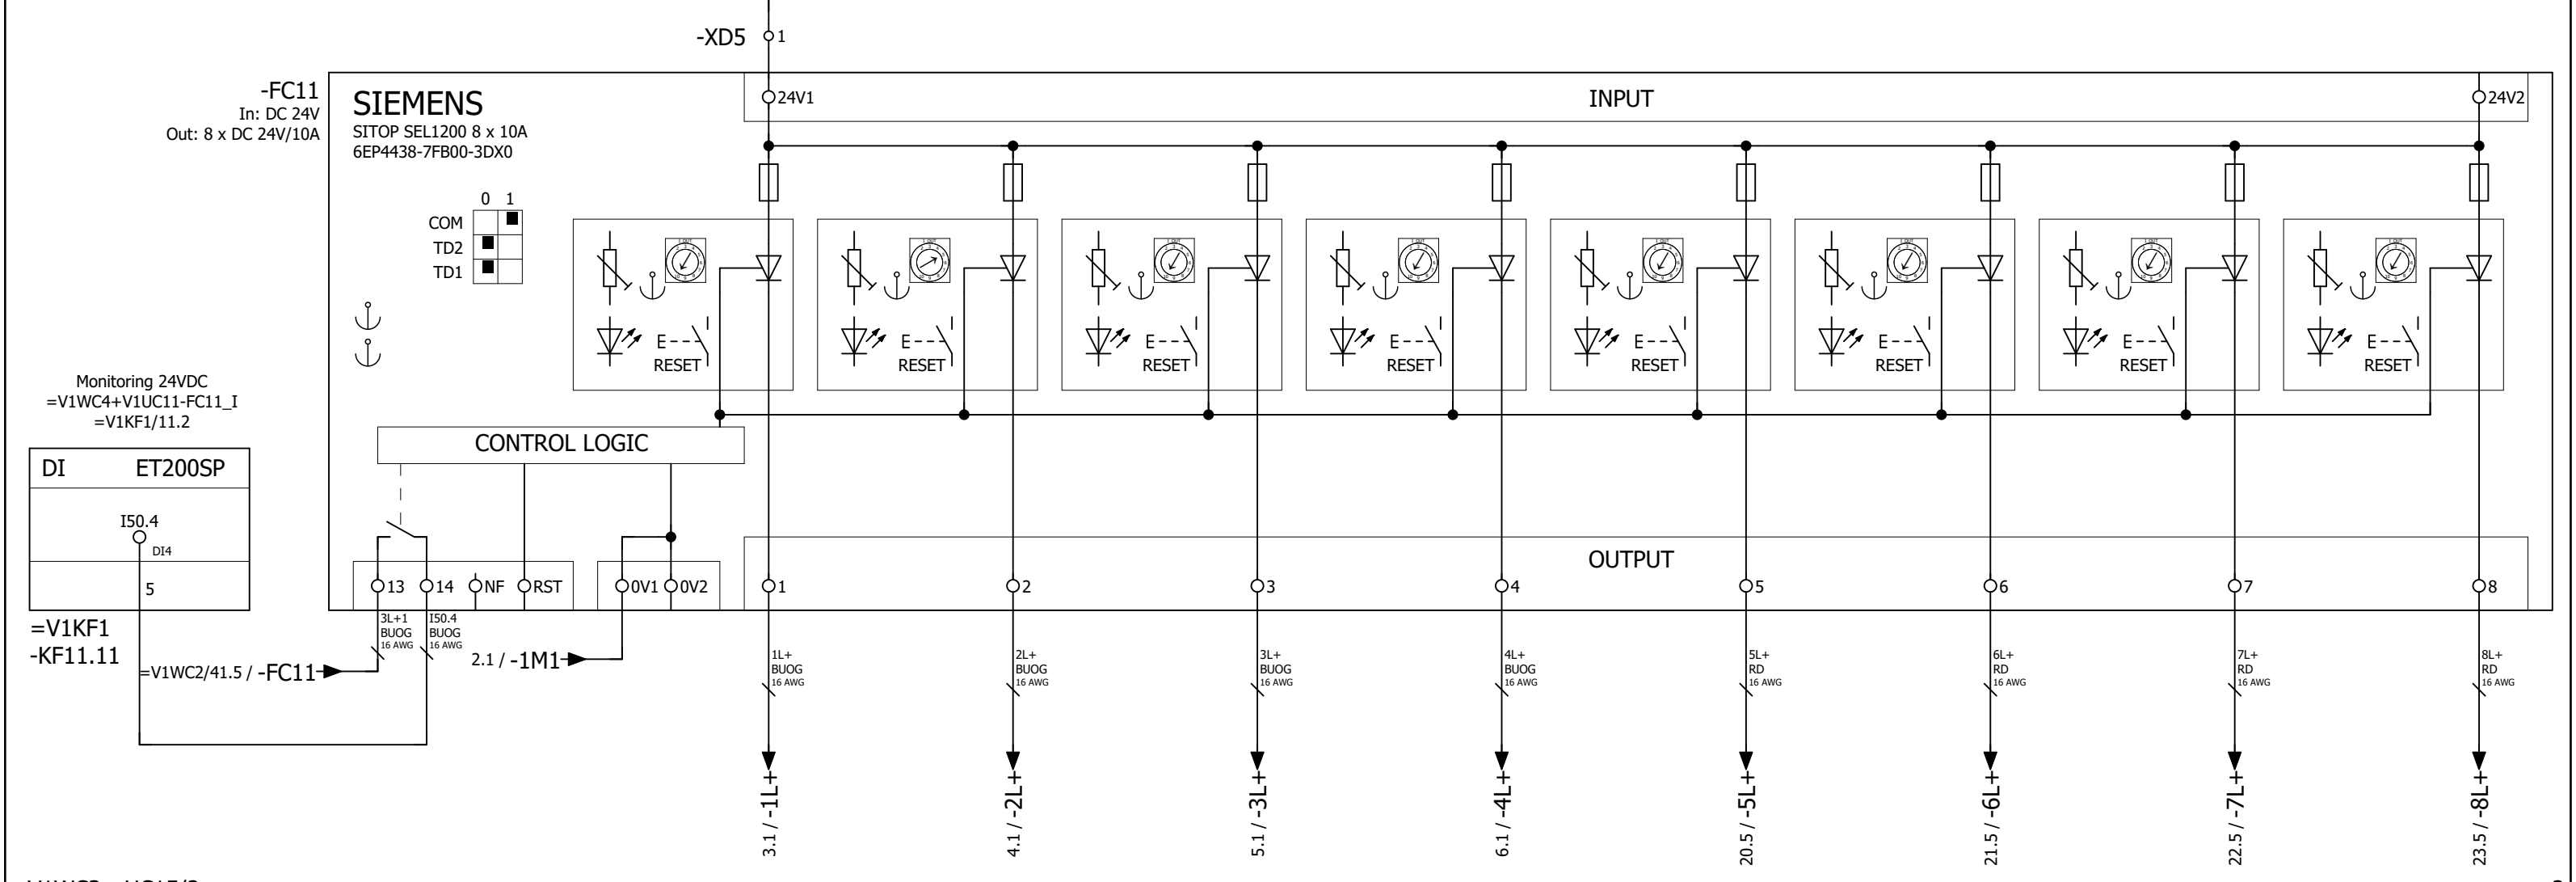 -XD5 1
-FC11
In: DC 24V
Out: 8 x DC 24V/10A
SIEMENS
SITOP SEL1200 8 x 10A
6EP4438-7FB00-3DX0
24V1
INPUT
24V2
0 1
COM
TD2
TD1
E RESET
E RESET
E RESET
E RESET
E RESET
E RESET
E RESET
E RESET
Monitoring 24VDC
=V1WC4+V1UC11-FC11_I
=V1KF1/11.2
DI ET200SP
I50.4
DI4
5
=V1KF1
-KF11.11
CONTROL LOGIC
OUTPUT
13 14 NF RST 0V1 0V2 1 2 3 4 5 6 7 8
3L+1
BUOG
16 AWG
I50.4
BUOG
16 AWG
=V1WC2/41.5 / -FC11
2.1 / -1M1
1L+
BUOG
16 AWG
2L+
BUOG
16 AWG
3L+
BUOG
16 AWG
4L+
BUOG
16 AWG
5L+
RD
16 AWG
6L+
RD
16 AWG
7L+
RD
16 AWG
8L+
RD
16 AWG
3.1 / -1L+
4.1 / -2L+
5.1 / -3L+
6.1 / -4L+
20.5 / -5L+
21.5 / -6L+
22.5 / -7L+
23.5 / -8L+